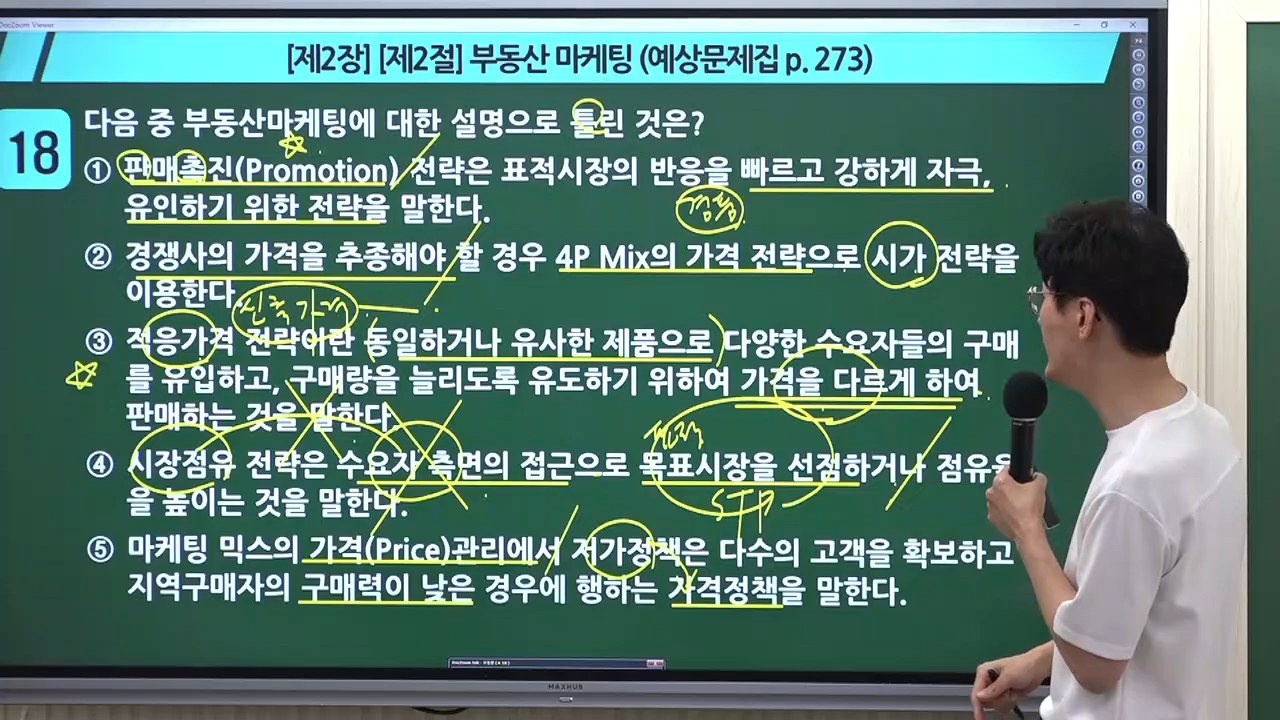 DocZoom Viewer
[제2장] [제2절] 부동산 마케팅 (예상문제집 p. 273)
18
다음 중 부동산마케팅에 대한 설명으로 틀린 것은?
① 판매촉진(Promotion) 전략은 표적시장의 반응을 빠르고 강하게 자극,
유인하기 위한 전략을 말한다.
경품
② 경쟁사의 가격을 추종해야 할 경우 4P Mix의 가격 전략으로 시가 전략을
이용한다.
신축가격
③ 적응가격 전략이란 동일하거나 유사한 제품으로 다양한 수요자들의 구매
를 유입하고, 구매량을 늘리도록 유도하기 위하여 가격을 다르게 하여
판매하는 것을 말한다.
④ 시장점유 전략은 수요자 측면의 접근으로 목표시장을 선점하거나 점유율
을 높이는 것을 말한다.
STP
⑤ 마케팅 믹스의 가격(Price)관리에서 저가정책은 다수의 고객을 확보하고
지역구매자의 구매력이 낮은 경우에 행하는 가격정책을 말한다.
MAXHUB